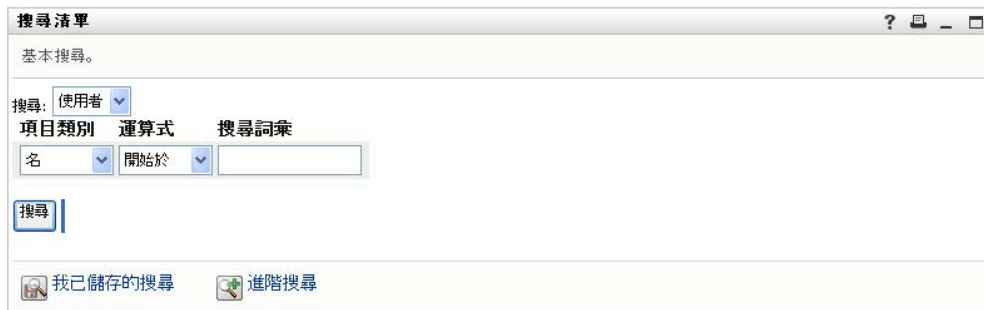 搜尋清單 ?
基本搜尋。
搜尋: 使用者
項目類別 運算式 搜尋詞彙
名 開始於
搜尋
我已儲存的搜尋 進階搜尋